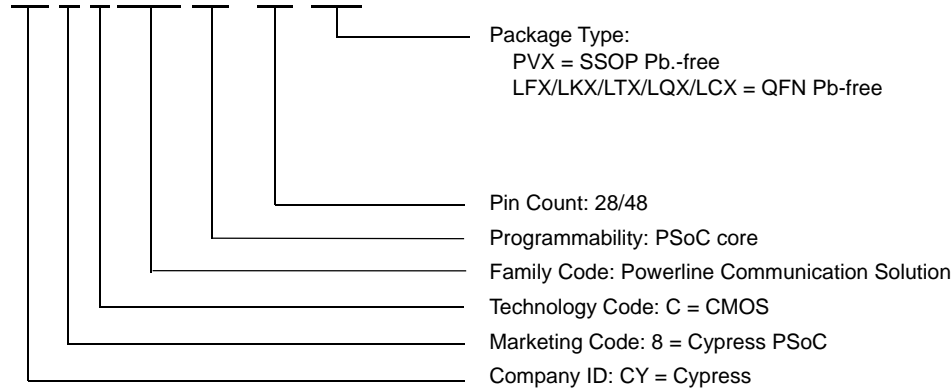 Package Type:
PVX = SSOP Pb.-free
LFX/LKX/LTX/LQX/LCX = QFN Pb-free
Pin Count: 28/48
Programmability: PSoC core
Family Code: Powerline Communication Solution
Technology Code: C = CMOS
Marketing Code: 8 = Cypress PSoC
Company ID: CY = Cypress